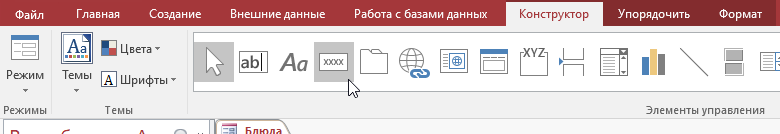 Файл Главная Создание Внешние данные Работа с базами данных Конструктор Упорядочить Формат
Aa Цвета ab Aa xxxx XYZ
Режим Темы A Шрифты
Режимы Темы Элементы управления
Блюда